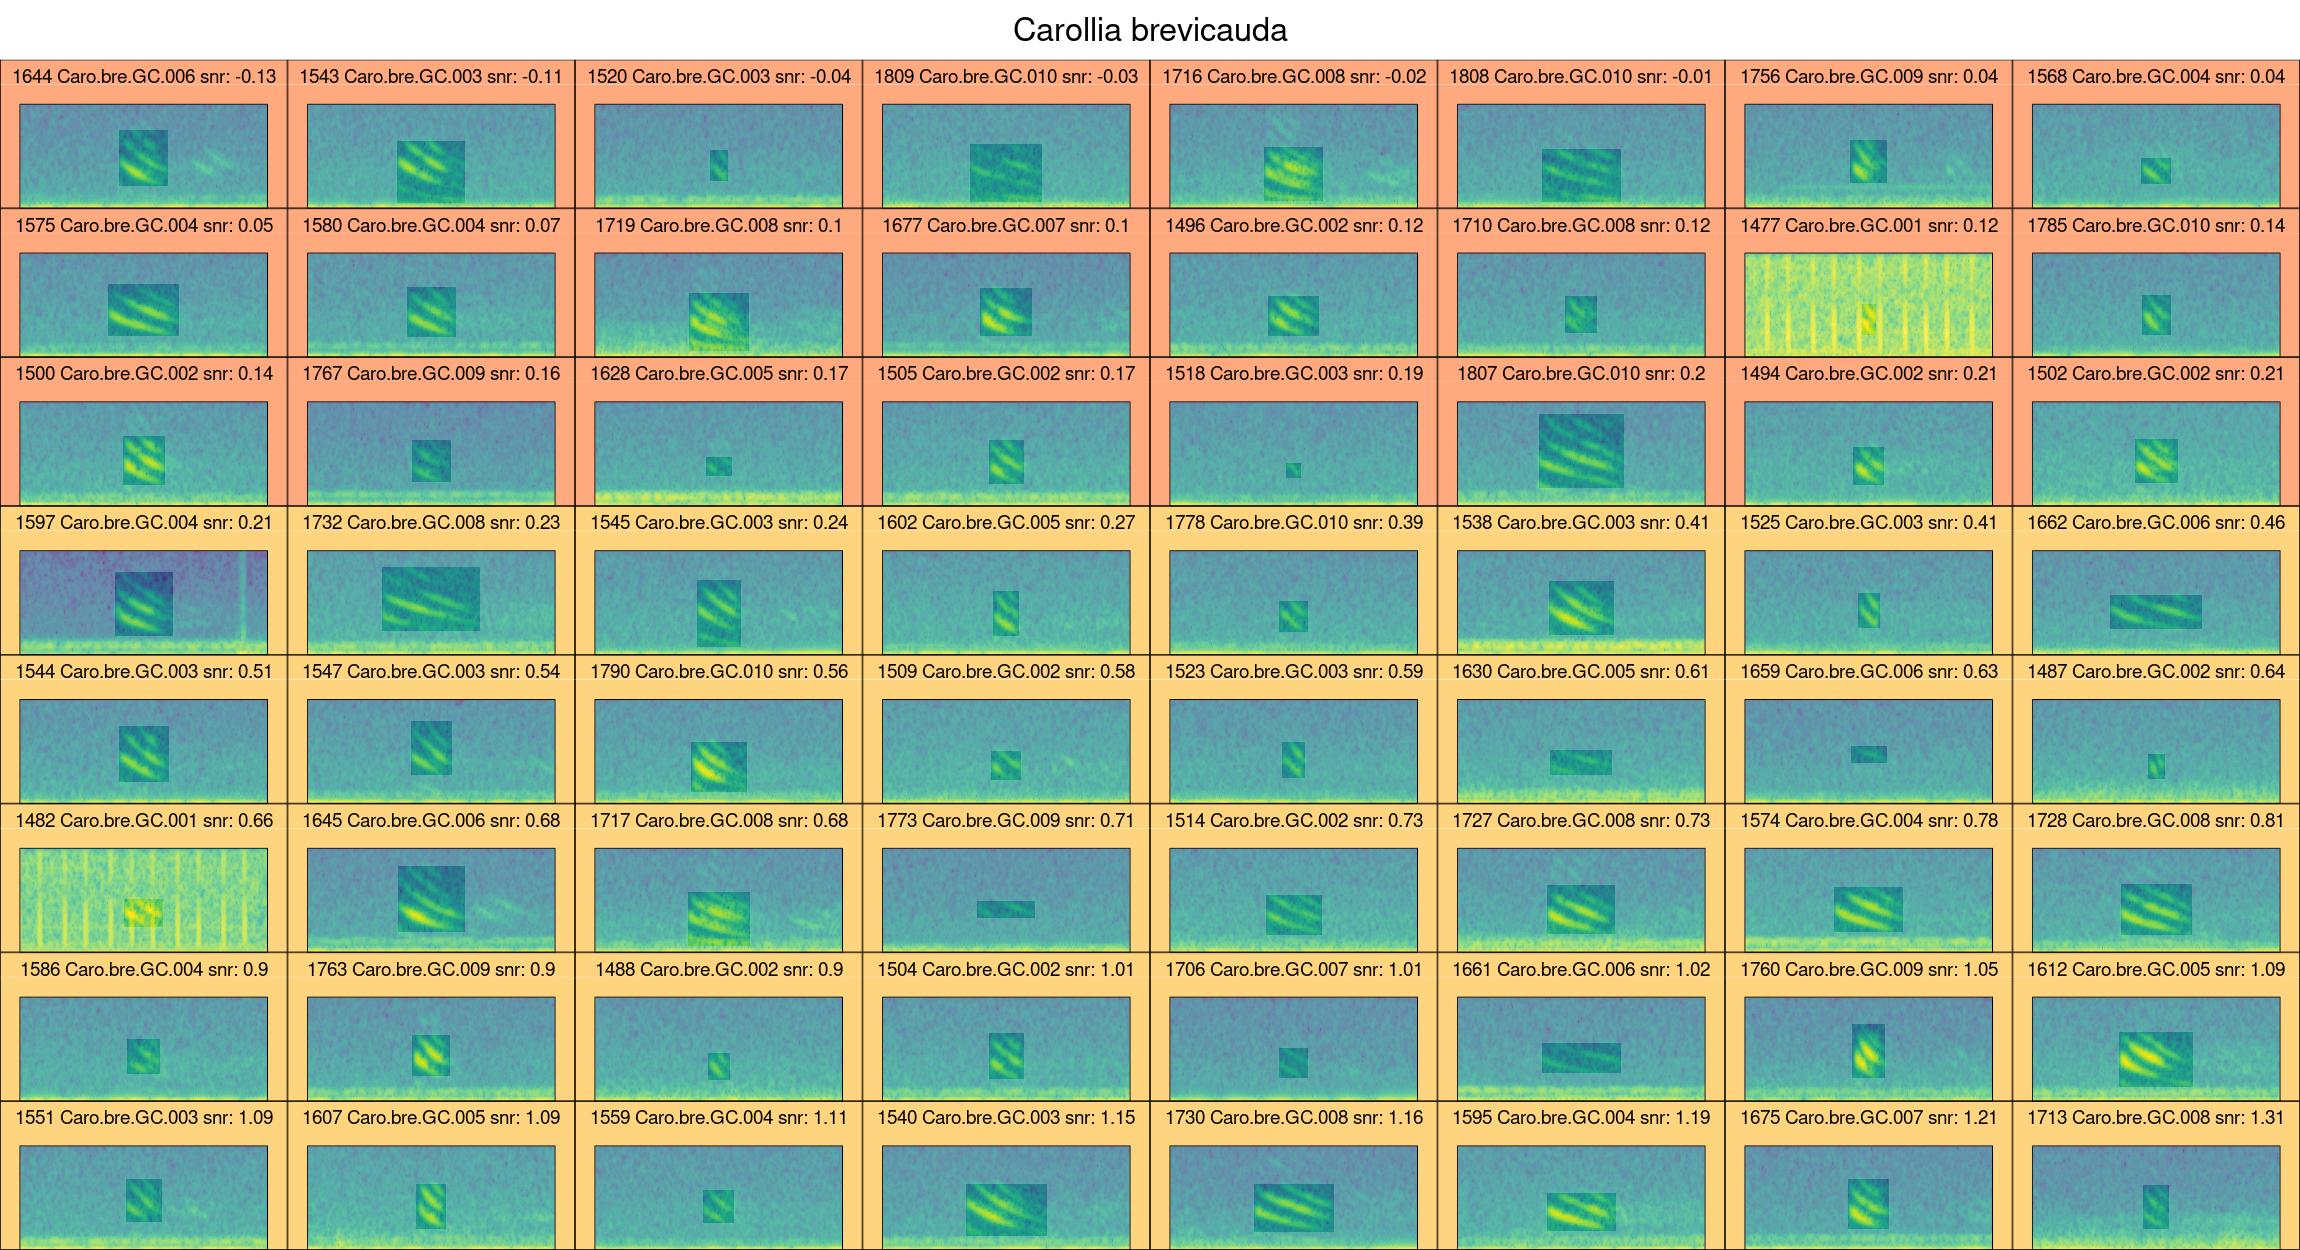 Carollia brevicauda
1644 Caro.bre.GC.006 snr: -0.13 1543 Caro.bre.GC.003 snr: -0.11 1520 Caro.bre.GC.003 snr: -0.04 1809 Caro.bre.GC.010 snr: -0.03 1716 Caro.bre.GC.008 snr: -0.02 1808 Caro.bre.GC.010 snr: -0.01 1756 Caro.bre.GC.009 snr: 0.04 1568 Caro.bre.GC.004 snr: 0.04
1575 Caro.bre.GC.004 snr: 0.05 1580 Caro.bre.GC.004 snr: 0.07 1719 Caro.bre.GC.008 snr: 0.1 1677 Caro.bre.GC.007 snr: 0.1 1496 Caro.bre.GC.002 snr: 0.12 1710 Caro.bre.GC.008 snr: 0.12 1477 Caro.bre.GC.001 snr: 0.12 1785 Caro.bre.GC.010 snr: 0.14
1500 Caro.bre.GC.002 snr: 0.14 1767 Caro.bre.GC.009 snr: 0.16 1628 Caro.bre.GC.005 snr: 0.17 1505 Caro.bre.GC.002 snr: 0.17 1518 Caro.bre.GC.003 snr: 0.19 1807 Caro.bre.GC.010 snr: 0.2 1494 Caro.bre.GC.002 snr: 0.21 1502 Caro.bre.GC.002 snr: 0.21
1597 Caro.bre.GC.004 snr: 0.21 1732 Caro.bre.GC.008 snr: 0.23 1545 Caro.bre.GC.003 snr: 0.24 1602 Caro.bre.GC.005 snr: 0.27 1778 Caro.bre.GC.010 snr: 0.39 1538 Caro.bre.GC.003 snr: 0.41 1525 Caro.bre.GC.003 snr: 0.41 1662 Caro.bre.GC.006 snr: 0.46
1544 Caro.bre.GC.003 snr: 0.51 1547 Caro.bre.GC.003 snr: 0.54 1790 Caro.bre.GC.010 snr: 0.56 1509 Caro.bre.GC.002 snr: 0.58 1523 Caro.bre.GC.003 snr: 0.59 1630 Caro.bre.GC.005 snr: 0.61 1659 Caro.bre.GC.006 snr: 0.63 1487 Caro.bre.GC.002 snr: 0.64
1482 Caro.bre.GC.001 snr: 0.66 1645 Caro.bre.GC.006 snr: 0.68 1717 Caro.bre.GC.008 snr: 0.68 1773 Caro.bre.GC.009 snr: 0.71 1514 Caro.bre.GC.002 snr: 0.73 1727 Caro.bre.GC.008 snr: 0.73 1574 Caro.bre.GC.004 snr: 0.78 1728 Caro.bre.GC.008 snr: 0.81
1586 Caro.bre.GC.004 snr: 0.9 1763 Caro.bre.GC.009 snr: 0.9 1488 Caro.bre.GC.002 snr: 0.9 1504 Caro.bre.GC.002 snr: 1.01 1706 Caro.bre.GC.007 snr: 1.01 1661 Caro.bre.GC.006 snr: 1.02 1760 Caro.bre.GC.009 snr: 1.05 1612 Caro.bre.GC.005 snr: 1.09
1551 Caro.bre.GC.003 snr: 1.09 1607 Caro.bre.GC.005 snr: 1.09 1559 Caro.bre.GC.004 snr: 1.11 1540 Caro.bre.GC.003 snr: 1.15 1730 Caro.bre.GC.008 snr: 1.16 1595 Caro.bre.GC.004 snr: 1.19 1675 Caro.bre.GC.007 snr: 1.21 1713 Caro.bre.GC.008 snr: 1.31